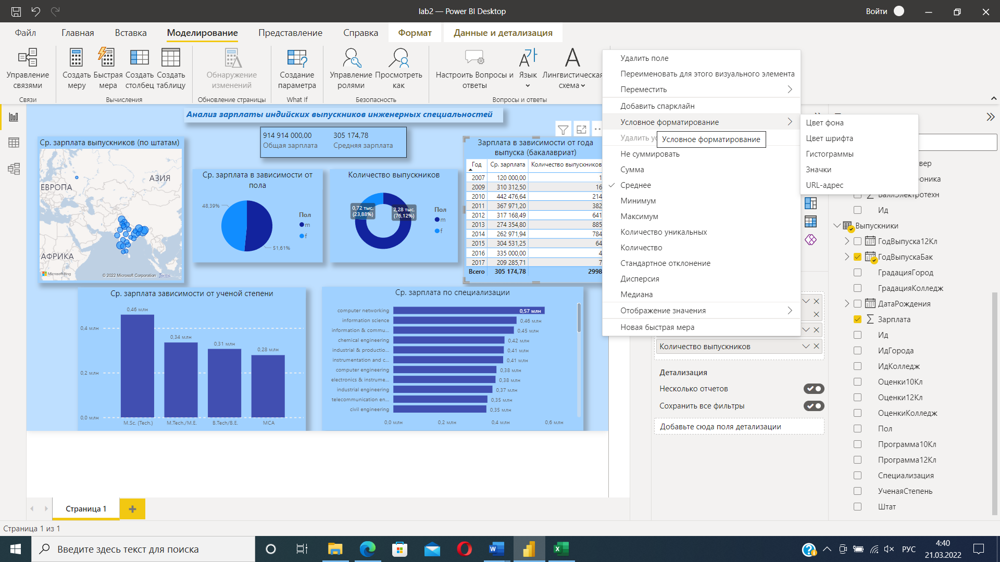 lab2 — Power BI Desktop
Войти
Файл
Главная
Вставка
Моделирование
Представление
Справка
Формат
Данные и детализация
Управление связями
Создать меру
Быстрая мера
Создать столбец
Создать таблицу
Обнаружение изменений
Создание параметра
Управление ролями
Просмотреть как
Настроить Вопросы и ответы
Язык
Лингвистическая схема
Связи
Вычисления
Обновление страницы
What If
Безопасность
Вопросы и ответы
Анализ зарплаты индийских выпускников инженерных специальностей
914 914 000,00
Общая зарплата
305 174,78
Средняя зарплата
Ср. зарплата выпускников (по штатам)
ЕВРОПА
АЗИЯ
АФРИКА
Microsoft Bing
© 2022 Microsoft Corporation Terms
Ср. зарплата в зависимости от пола
48,39%
51,61%
Пол
m
f
Количество выпускников
0,72 тыс. (23,88%)
2,28 тыс. (76,12%)
Пол
m
f
Зарплата в зависимости от года выпуска (бакалавриат)
Год Ср. зарплата Количество выпускников
2007 120 000,00 1
2009 310 312,50 16
2010 442 476,64 214
2011 367 971,20 382
2012 317 168,49 641
2013 274 354,80 885
2014 262 971,94 784
2015 304 531,25 64
2016 335 000,00 4
2017 209 285,71 7
Всего 305 174,78 2998
Ср. зарплата зависимости от ученой степени
0,46 млн
0,34 млн
0,31 млн
0,28 млн
0,4 млн
0,2 млн
0,0 млн
M.Sc. (Tech.)
M.Tech./M.E.
B.Tech/B.E.
MCA
Ср. зарплата по специализации
computer networking 0,57 млн
information science 0,46 млн
information & commu... 0,45 млн
chemical engineering 0,42 млн
industrial & productio... 0,41 млн
instrumentation and c... 0,41 млн
computer engineering 0,38 млн
electronics & instrume... 0,38 млн
industrial engineering 0,37 млн
telecommunication en... 0,35 млн
civil engineering 0,35 млн
0,0 млн 0,2 млн 0,4 млн 0,6 млн
Удалить поле
Переименовать для этого визуального элемента
Переместить
Добавить спарклайн
Условное форматирование
Удалить ус
Условное форматирование
Не суммировать
Сумма
Среднее
Минимум
Максимум
Количество уникальных
Количество
Стандартное отклонение
Дисперсия
Медиана
Отображение значения
Новая быстрая мера
Цвет фона
Цвет шрифта
Гистограммы
Значки
URL-адрес
Количество выпускников
Детализация
Несколько отчетов
Сохранить все фильтры
Добавьте сюда поля детализации
вер
оника
БаллЭлектротехн
Ид
Выпускники
ГодВыпуска12Кл
ГодВыпускаБак
ГрадацияГород
ГрадацияКолледж
ДатаРождения
Зарплата
Ид
ИдГорода
ИдКолледж
Оценки10Кл
Оценки12Кл
ОценкиКолледж
Пол
Программа10Кл
Программа12Кл
Специализация
УченаяСтепень
Штат
Страница 1
Страница 1 из 1
Введите здесь текст для поиска
РУС
4:40
21.03.2022